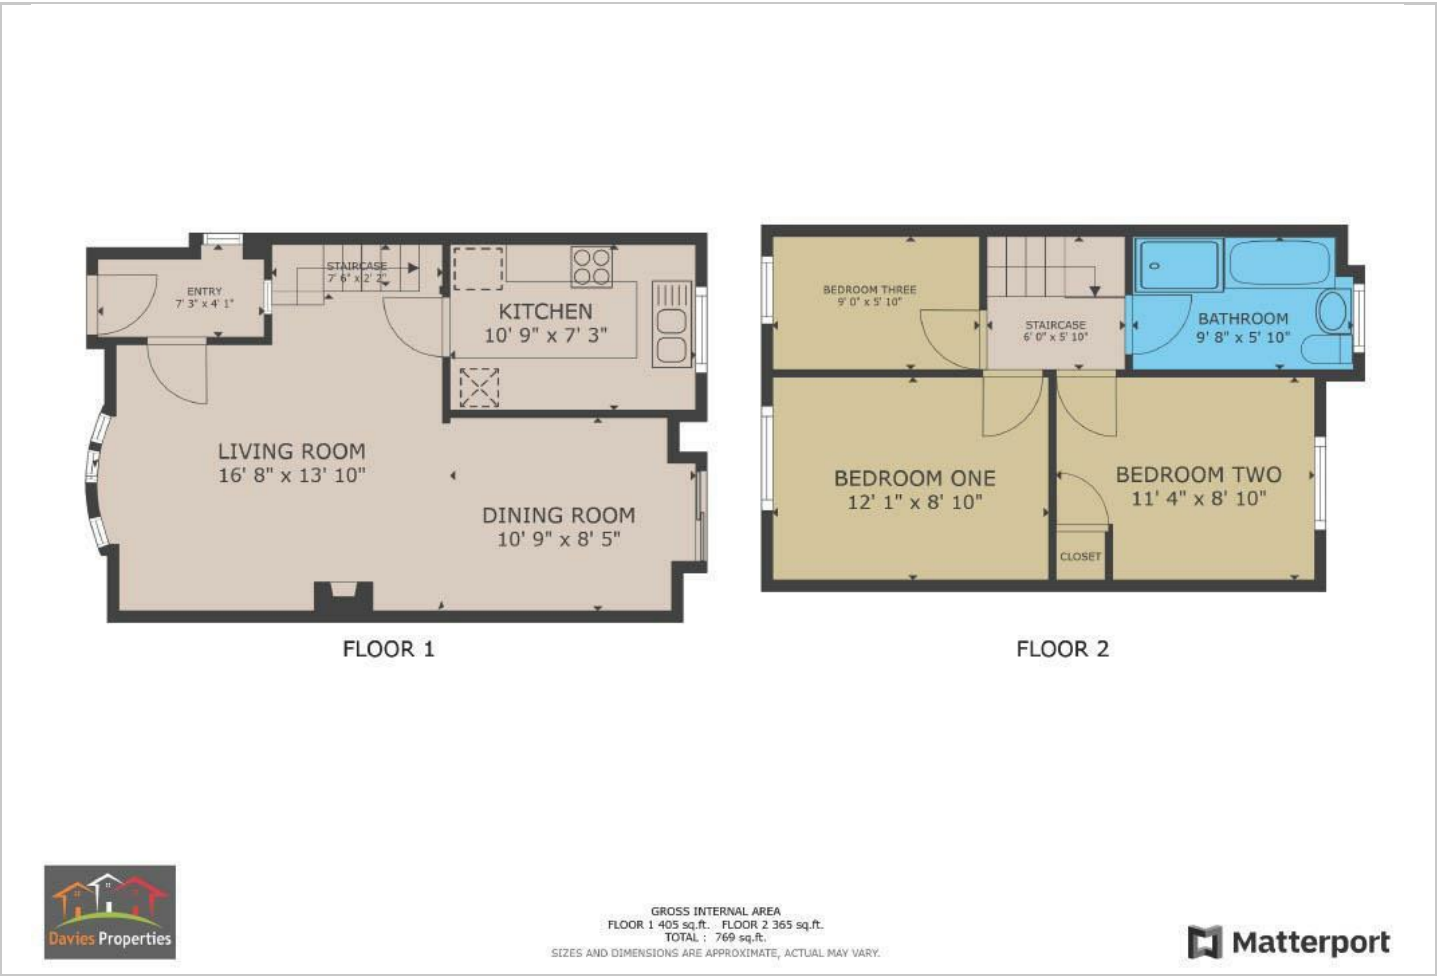 ENTRY
7' 3" x 4' 1"
STAIRCASE
7' 6" x 2' 2"
KITCHEN
10' 9" x 7' 3"
LIVING ROOM
16' 8" x 13' 10"
DINING ROOM
10' 9" x 8' 5"
FLOOR 1
BEDROOM THREE
9' 0" x 5' 10"
STAIRCASE
6' 0" x 5' 10"
BATHROOM
9' 8" x 5' 10"
BEDROOM ONE
12' 1" x 8' 10"
BEDROOM TWO
11' 4" x 8' 10"
CLOSET
FLOOR 2
Davies Properties
GROSS INTERNAL AREA
FLOOR 1 405 sq.ft. FLOOR 2 365 sq.ft.
TOTAL : 769 sq.ft.
SIZES AND DIMENSIONS ARE APPROXIMATE, ACTUAL MAY VARY.
Matterport